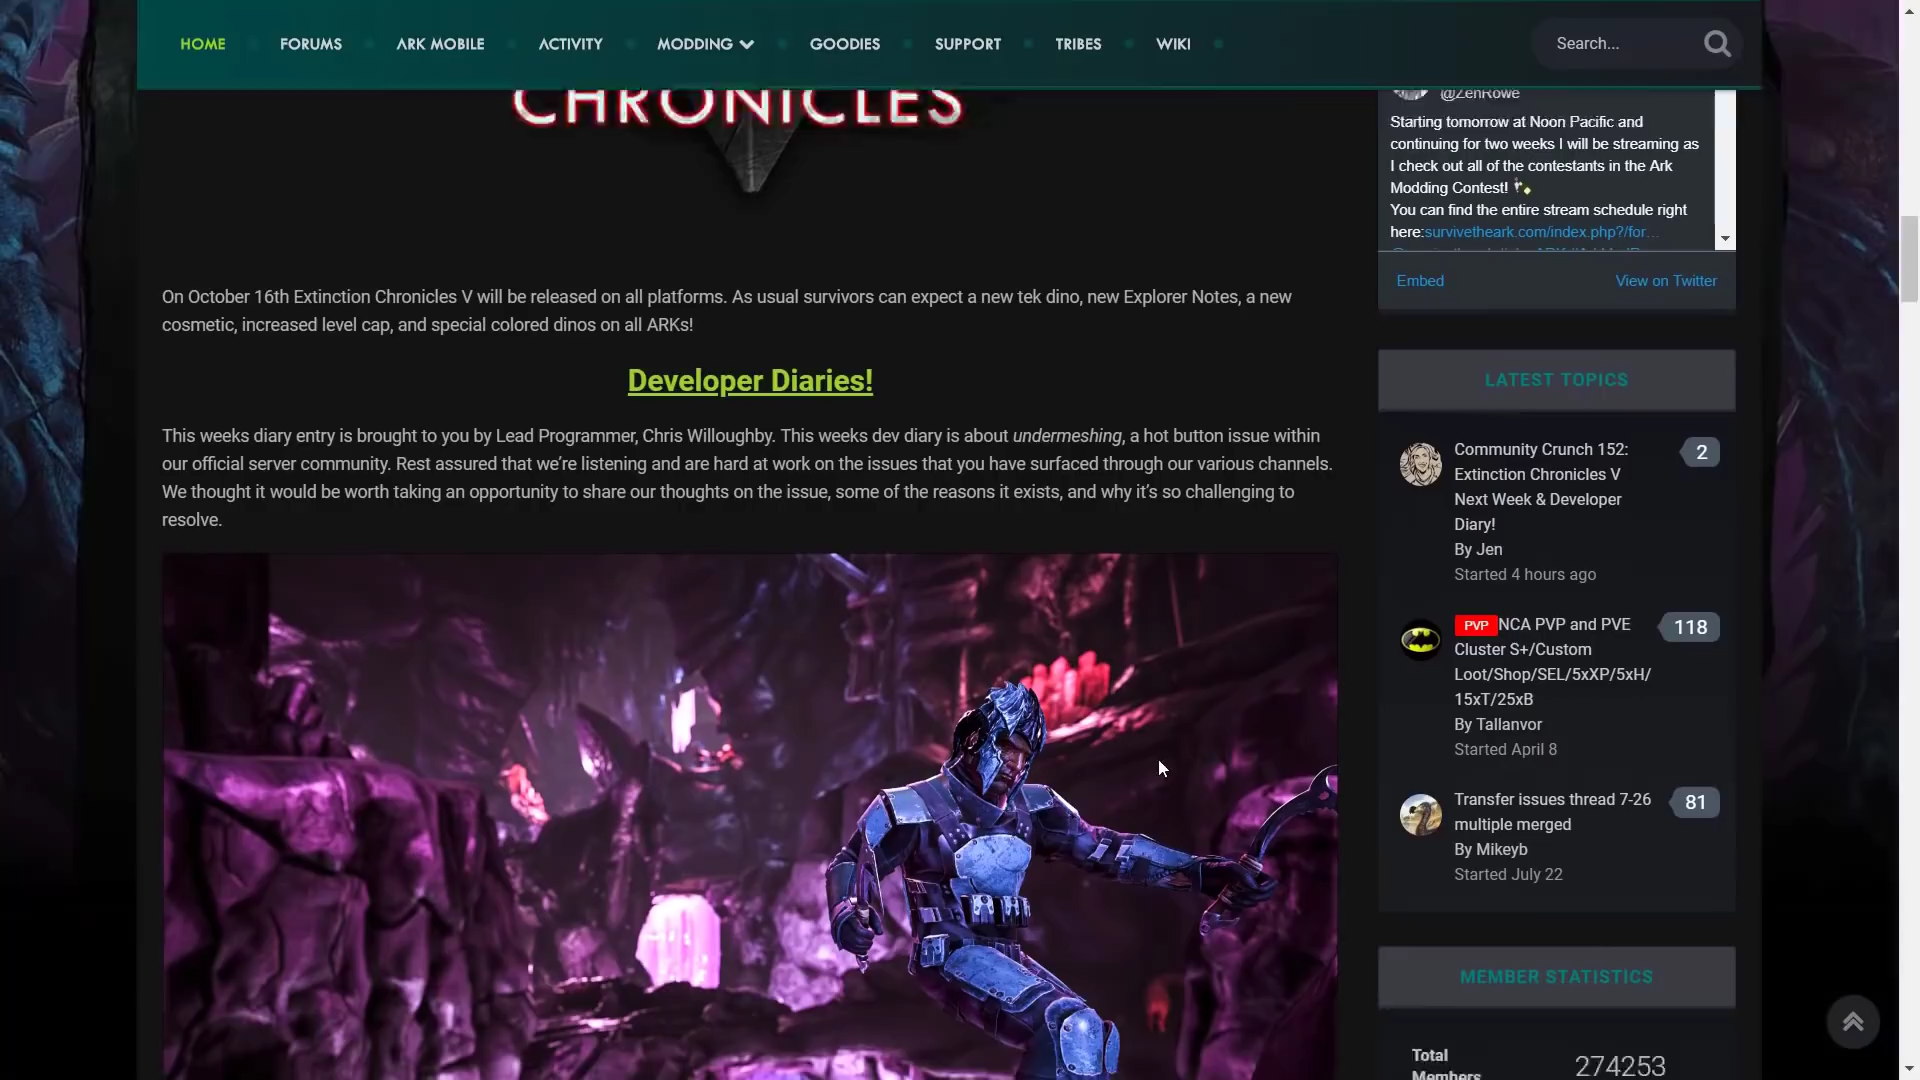 HOME FORUMS ARK MOBILE ACTIVITY MODDING GOODIES SUPPORT TRIBES WIKI Search...
CHRONICLES
On October 16th Extinction Chronicles V will be released on all platforms. As usual survivors can expect a new tek dino, new Explorer Notes, a new
cosmetic, increased level cap, and special colored dinos on all ARKs!
Developer Diaries!
This weeks diary entry is brought to you by Lead Programmer, Chris Willoughby. This weeks dev diary is about undermeshing, a hot button issue within
our official server community. Rest assured that we’re listening and are hard at work on the issues that you have surfaced through our various channels.
We thought it would be worth taking an opportunity to share our thoughts on the issue, some of the reasons it exists, and why it’s so challenging to
resolve.
@ZenRowe
Starting tomorrow at Noon Pacific and
continuing for two weeks I will be streaming as
I check out all of the contestants in the Ark
Modding Contest!
You can find the entire stream schedule right
here:survivetheark.com/index.php?/for…
Embed View on Twitter
LATEST TOPICS
Community Crunch 152: 2
Extinction Chronicles V
Next Week & Developer
Diary!
By Jen
Started 4 hours ago
PVP NCA PVP and PVE 118
Cluster S+/Custom
Loot/Shop/SEL/5xXP/5xH/
15xT/25xB
By Tallanvor
Started April 8
Transfer issues thread 7-26 81
multiple merged
By Mikeyb
Started July 22
MEMBER STATISTICS
Total 274253
Members